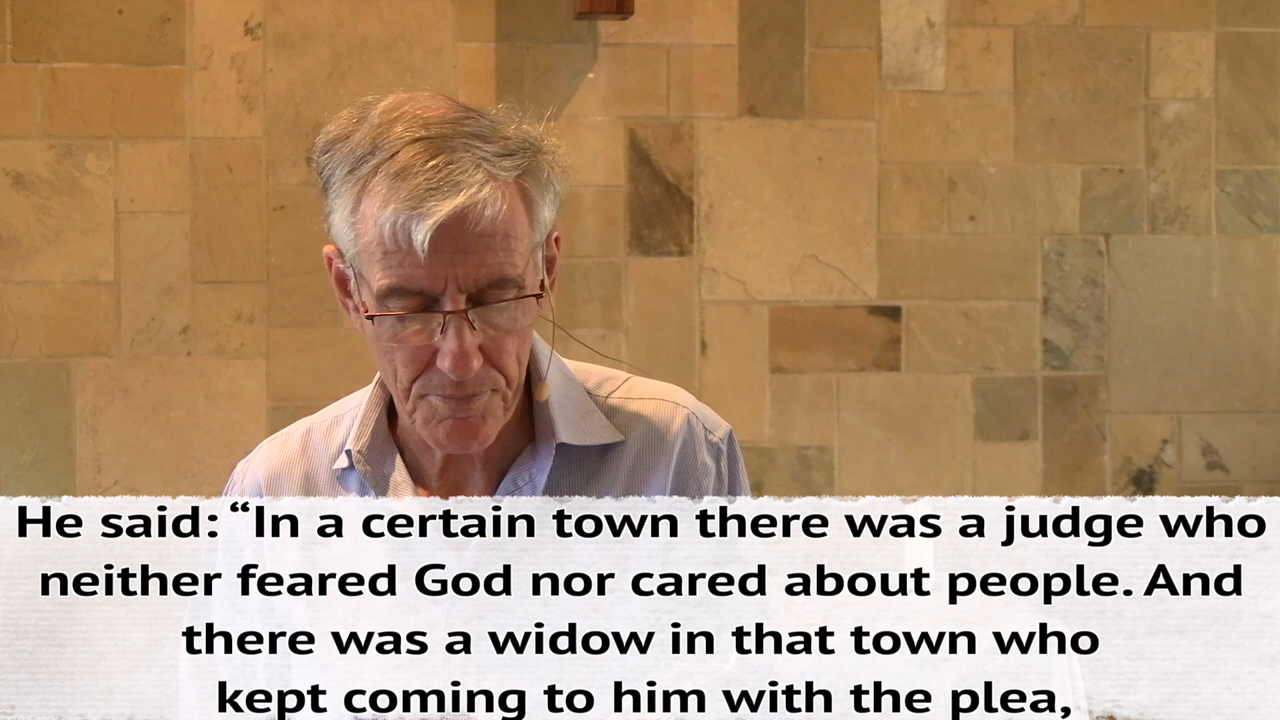 He said: “In a certain town there was a judge who
neither feared God nor cared about people. And
there was a widow in that town who
kept coming to him with the plea,